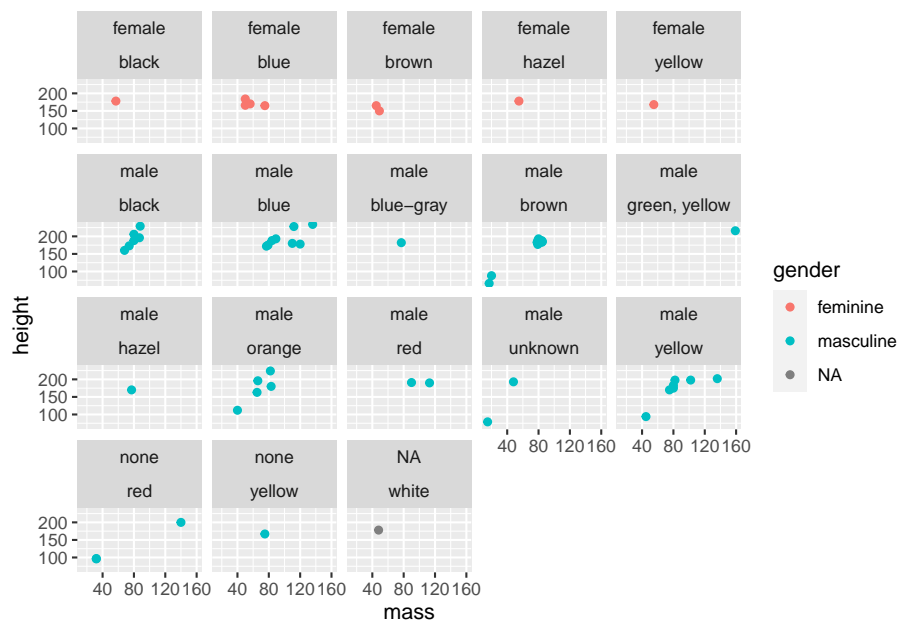 female female female female female
black blue brown hazel yellow
200
150
100
male male male male male
black blue blue−gray brown green, yellow
200
150
100
male male male male male
hazel orange red unknown yellow
200
150
100
40 80 120 160 40 80 120 160
none none NA
red yellow white
200
150
100
40 80 120 160 40 80 120 160 40 80 120 160
mass
height
gender
feminine
masculine
NA